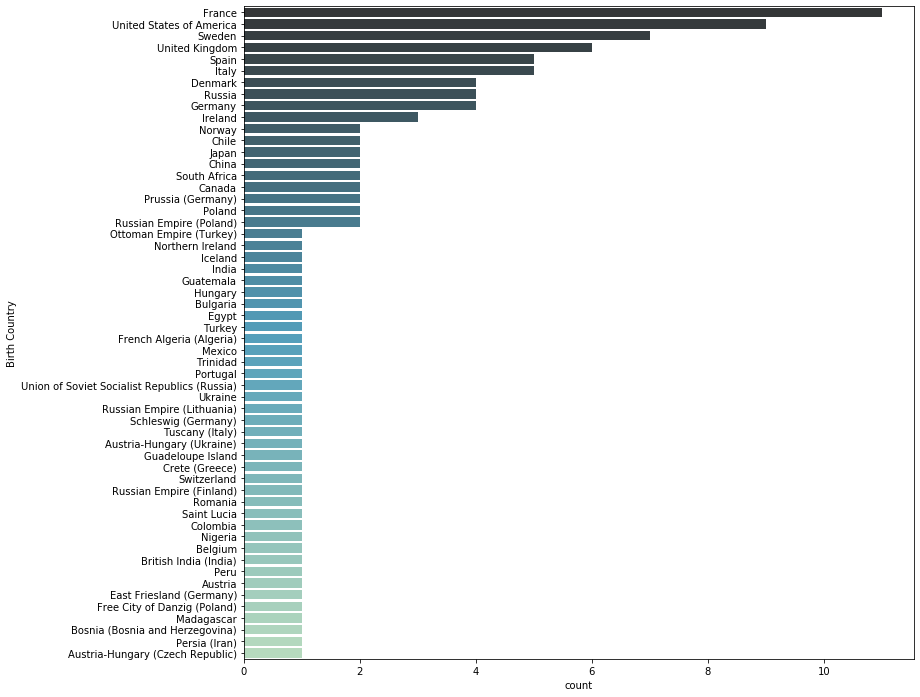 France
United States of America
Sweden
United Kingdom
Spain
Italy
Denmark
Russia
Germany
Ireland
Norway
Chile
Japan
China
South Africa
Canada
Prussia (Germany)
Poland
Russian Empire (Poland)
Ottoman Empire (Turkey)
Northern Ireland
Iceland
India
Guatemala
Hungary
Bulgaria
Egypt
Turkey
French Algeria (Algeria)
Mexico
Trinidad
Portugal
Union of Soviet Socialist Republics (Russia)
Ukraine
Russian Empire (Lithuania)
Schleswig (Germany)
Tuscany (Italy)
Austria-Hungary (Ukraine)
Guadeloupe Island
Crete (Greece)
Switzerland
Russian Empire (Finland)
Romania
Saint Lucia
Colombia
Nigeria
Belgium
British India (India)
Peru
Austria
East Friesland (Germany)
Free City of Danzig (Poland)
Madagascar
Bosnia (Bosnia and Herzegovina)
Persia (Iran)
Austria-Hungary (Czech Republic)
Birth Country
0 2 4 6 8 10
count